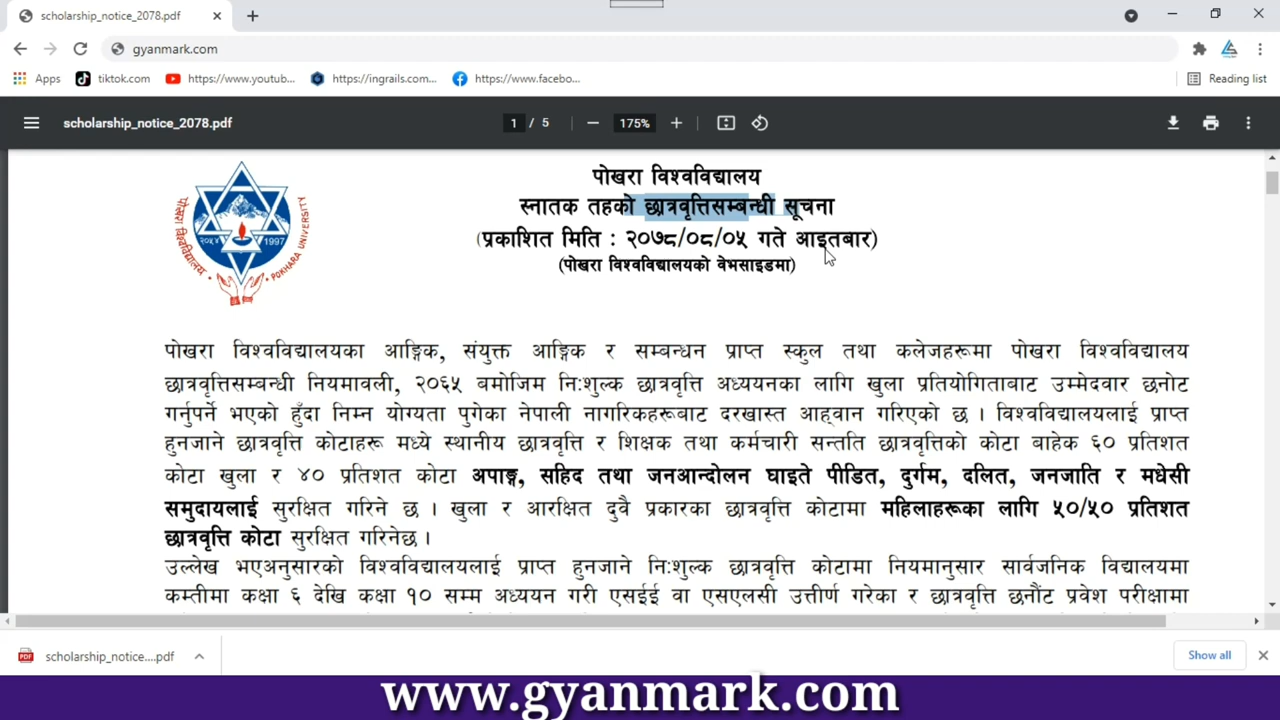 scholarship_notice_2078.pdf
gyanmark.com
Apps tiktok.com https://www.youtub... https://ingrails.com... https://www.facebo... Reading list
scholarship_notice_2078.pdf 1 / 5 175%
पोखरा विश्वविद्यालय
स्नातक तहको छात्रवृत्तिसम्बन्धी सूचना
(प्रकाशित मिति : २०७८/०८/०५ गते आइतबार)
(पोखरा विश्वविद्यालयको वेभसाइडमा)
पोखरा विश्वविद्यालय २०५४ 1997 POKHARA UNIVERSITY
पोखरा विश्वविद्यालयका आङ्गिक, संयुक्त आङ्गिक र सम्बन्धन प्राप्त स्कुल तथा कलेजहरूमा पोखरा विश्वविद्यालय
छात्रवृत्तिसम्बन्धी नियमावली, २०६५ बमोजिम नि:शुल्क छात्रवृत्ति अध्ययनका लागि खुला प्रतियोगिताबाट उम्मेदवार छनोट
गर्नुपर्ने भएको हुँदा निम्न योग्यता पुगेका नेपाली नागरिकहरूबाट दरखास्त आह्वान गरिएको छ । विश्वविद्यालयलाई प्राप्त
हुनजाने छात्रवृत्ति कोटाहरू मध्ये स्थानीय छात्रवृत्ति र शिक्षक तथा कर्मचारी सन्तति छात्रवृत्तिको कोटा बाहेक ६० प्रतिशत
कोटा खुला र ४० प्रतिशत कोटा अपाङ्ग, सहिद तथा जनआन्दोलन घाइते पीडित, दुर्गम, दलित, जनजाति र मधेसी
समुदायलाई सुरक्षित गरिने छ । खुला र आरक्षित दुवै प्रकारका छात्रवृत्ति कोटामा महिलाहरूका लागि ५०/५० प्रतिशत
छात्रवृत्ति कोटा सुरक्षित गरिनेछ ।
उल्लेख भएअनुसारको विश्वविद्यालयलाई प्राप्त हुनजाने नि:शुल्क छात्रवृत्ति कोटामा नियमानुसार सार्वजनिक विद्यालयमा
कम्तीमा कक्षा ६ देखि कक्षा १० सम्म अध्ययन गरी एसईई वा एसएलसी उत्तीर्ण गरेका र छात्रवृत्ति छनौंट प्रवेश परीक्षामा
PDF scholarship_notice....pdf Show all
www.gyanmark.com